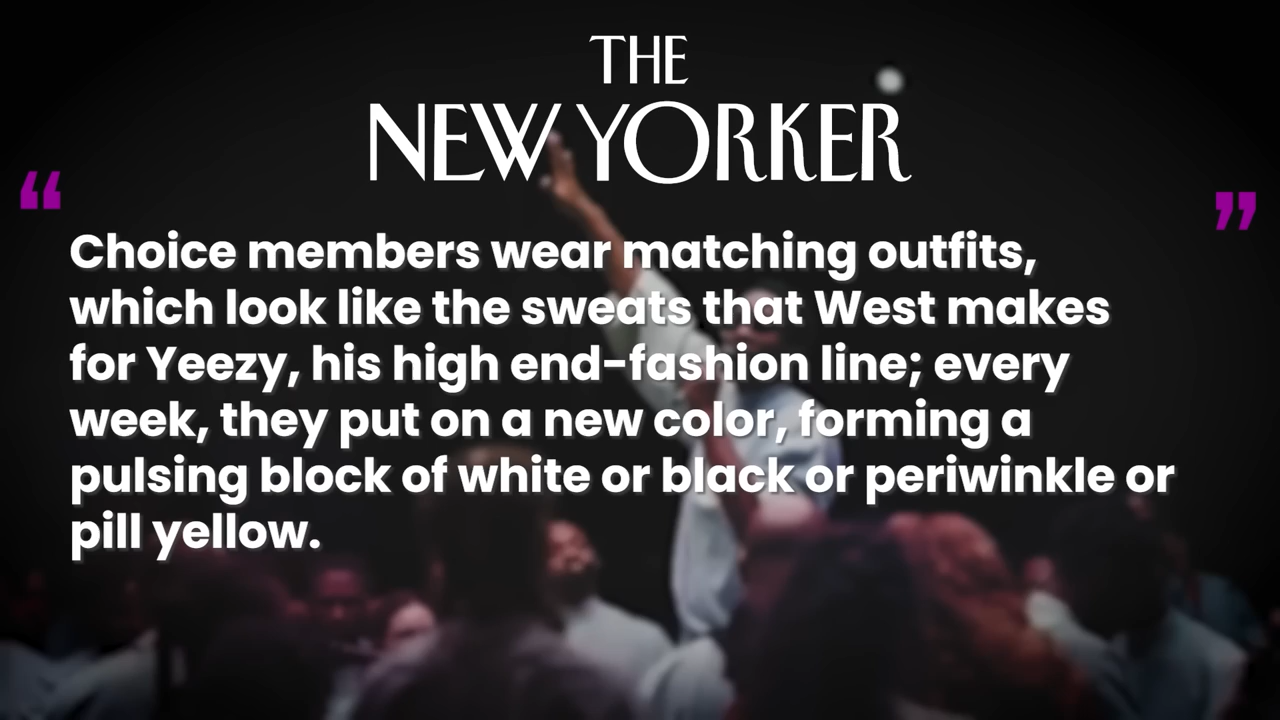 THE
NEW YORKER
“ ”
Choice members wear matching outfits,
which look like the sweats that West makes
for Yeezy, his high end-fashion line; every
week, they put on a new color, forming a
pulsing block of white or black or periwinkle or
pill yellow.